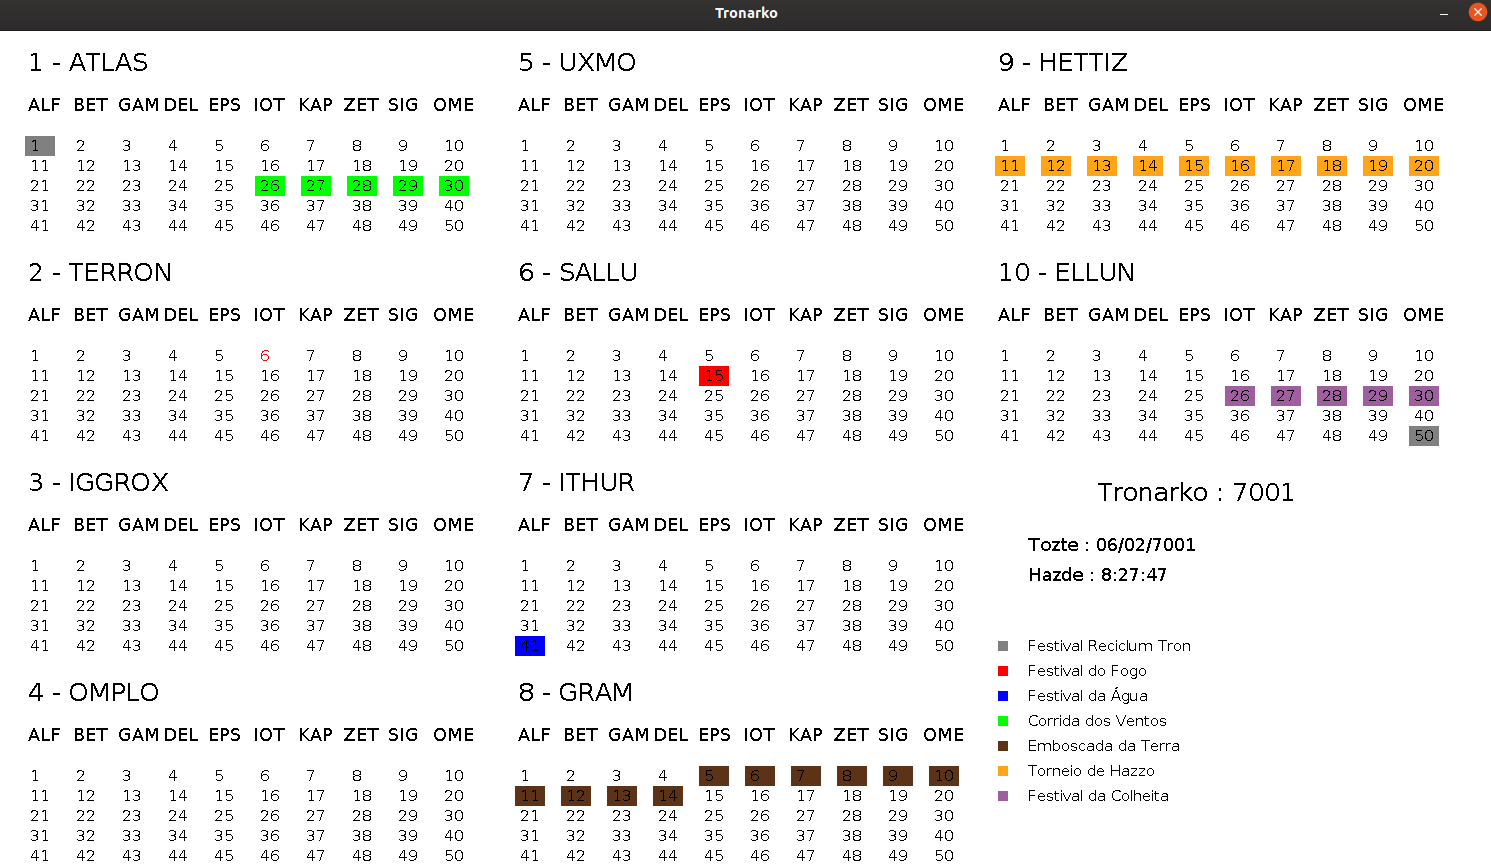 Tronarko
1 - ATLAS
ALF BET GAM DEL EPS IOT KAP ZET SIG OME
1 2 3 4 5 6 7 8 9 10
11 12 13 14 15 16 17 18 19 20
21 22 23 24 25 26 27 28 29 30
31 32 33 34 35 36 37 38 39 40
41 42 43 44 45 46 47 48 49 50
2 - TERRON
ALF BET GAM DEL EPS IOT KAP ZET SIG OME
1 2 3 4 5 6 7 8 9 10
11 12 13 14 15 16 17 18 19 20
21 22 23 24 25 26 27 28 29 30
31 32 33 34 35 36 37 38 39 40
41 42 43 44 45 46 47 48 49 50
3 - IGGROX
ALF BET GAM DEL EPS IOT KAP ZET SIG OME
1 2 3 4 5 6 7 8 9 10
11 12 13 14 15 16 17 18 19 20
21 22 23 24 25 26 27 28 29 30
31 32 33 34 35 36 37 38 39 40
41 42 43 44 45 46 47 48 49 50
4 - OMPLO
ALF BET GAM DEL EPS IOT KAP ZET SIG OME
1 2 3 4 5 6 7 8 9 10
11 12 13 14 15 16 17 18 19 20
21 22 23 24 25 26 27 28 29 30
31 32 33 34 35 36 37 38 39 40
41 42 43 44 45 46 47 48 49 50
5 - UXMO
ALF BET GAM DEL EPS IOT KAP ZET SIG OME
1 2 3 4 5 6 7 8 9 10
11 12 13 14 15 16 17 18 19 20
21 22 23 24 25 26 27 28 29 30
31 32 33 34 35 36 37 38 39 40
41 42 43 44 45 46 47 48 49 50
6 - SALLU
ALF BET GAM DEL EPS IOT KAP ZET SIG OME
1 2 3 4 5 6 7 8 9 10
11 12 13 14 15 16 17 18 19 20
21 22 23 24 25 26 27 28 29 30
31 32 33 34 35 36 37 38 39 40
41 42 43 44 45 46 47 48 49 50
7 - ITHUR
ALF BET GAM DEL EPS IOT KAP ZET SIG OME
1 2 3 4 5 6 7 8 9 10
11 12 13 14 15 16 17 18 19 20
21 22 23 24 25 26 27 28 29 30
31 32 33 34 35 36 37 38 39 40
41 42 43 44 45 46 47 48 49 50
8 - GRAM
ALF BET GAM DEL EPS IOT KAP ZET SIG OME
1 2 3 4 5 6 7 8 9 10
11 12 13 14 15 16 17 18 19 20
21 22 23 24 25 26 27 28 29 30
31 32 33 34 35 36 37 38 39 40
41 42 43 44 45 46 47 48 49 50
9 - HETTIZ
ALF BET GAM DEL EPS IOT KAP ZET SIG OME
1 2 3 4 5 6 7 8 9 10
11 12 13 14 15 16 17 18 19 20
21 22 23 24 25 26 27 28 29 30
31 32 33 34 35 36 37 38 39 40
41 42 43 44 45 46 47 48 49 50
10 - ELLUN
ALF BET GAM DEL EPS IOT KAP ZET SIG OME
1 2 3 4 5 6 7 8 9 10
11 12 13 14 15 16 17 18 19 20
21 22 23 24 25 26 27 28 29 30
31 32 33 34 35 36 37 38 39 40
41 42 43 44 45 46 47 48 49 50
Tronarko : 7001
Tozte : 06/02/7001
Hazde : 8:27:47
Festival Reciclum Tron
Festival do Fogo
Festival da Água
Corrida dos Ventos
Emboscada da Terra
Torneio de Hazzo
Festival da Colheita